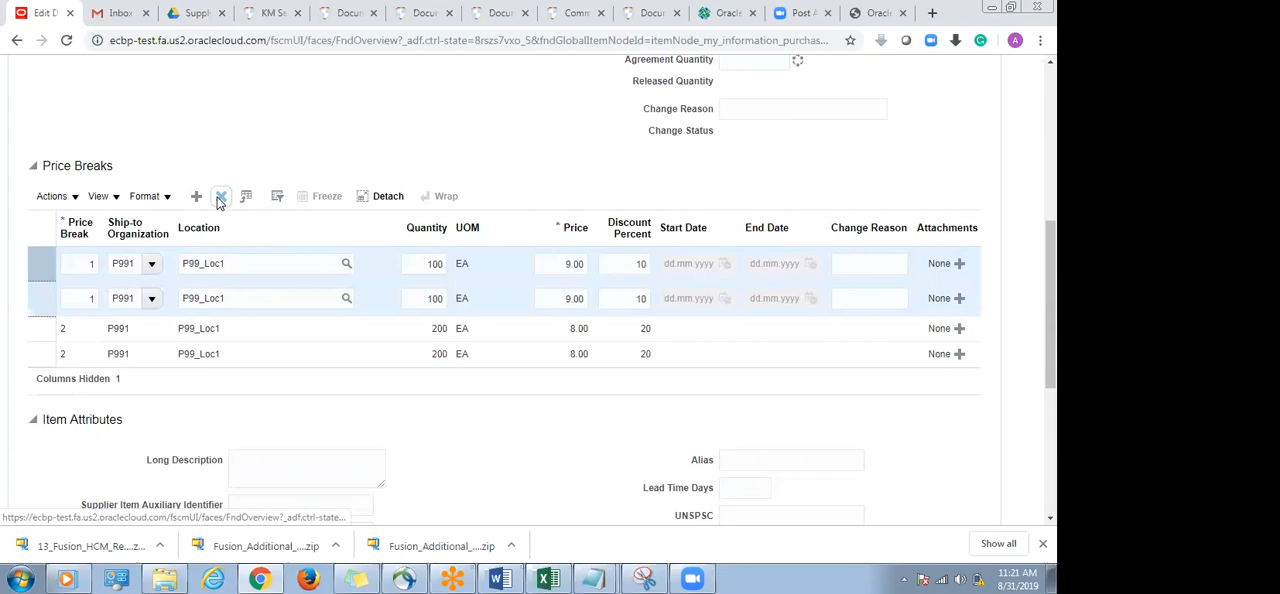 Edit D
Inbox
Supple
KM Se
Docum
Docum
Docum
Comm
Docum
Oracle
Post A
Oracle
ecbp-test.fa.us2.oraclecloud.com/fscmUI/faces/FndOverview?_adf.ctrl-state=8rszs7vxo_5&fndGlobalItemNodeId=itemNode_my_information_purchas...
A
Agreement Quantity
Released Quantity
Change Reason
Change Status
Price Breaks
Actions View Format Freeze Detach Wrap
* Price Break Ship-to Organization Location Quantity UOM * Price Discount Percent Start Date End Date Change Reason Attachments
1 P991 P99_Loc1 100 EA 9.00 10 dd.mm.yyyy dd.mm.yyyy None
1 P991 P99_Loc1 100 EA 9.00 10 dd.mm.yyyy dd.mm.yyyy None
2 P991 P99_Loc1 200 EA 8.00 20 None
2 P991 P99_Loc1 200 EA 8.00 20 None
Columns Hidden 1
Item Attributes
Long Description
Alias
Lead Time Days
Supplier Item Auxiliary Identifier
UNSPSC
https://ecbp-test.fa.us2.oraclecloud.com/fscmUI/faces/FndOverview?_adf.ctrl-state...
13_Fusion_HCM_Re....z...
Fusion_Additional_....zip
Fusion_Additional_....zip
Show all
11:21 AM
8/31/2019